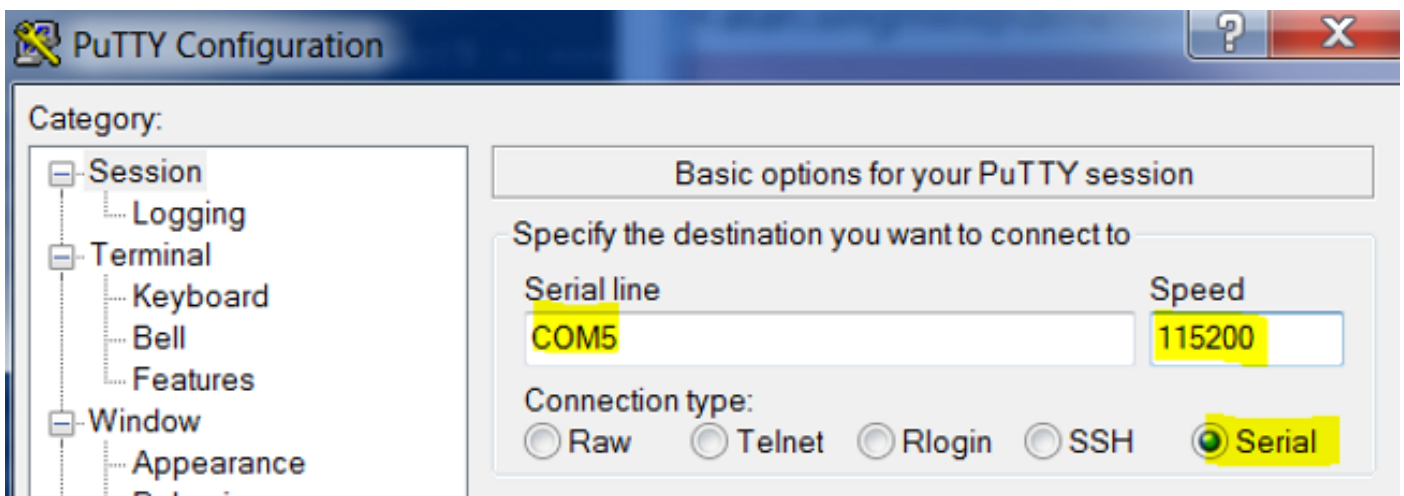 PuTTY Configuration
Category:
Session
Logging
Terminal
Keyboard
Bell
Features
Window
Appearance
Basic options for your PuTTY session
Specify the destination you want to connect to
Serial line
Speed
COM5
115200
Connection type:
Raw Telnet Rlogin SSH Serial